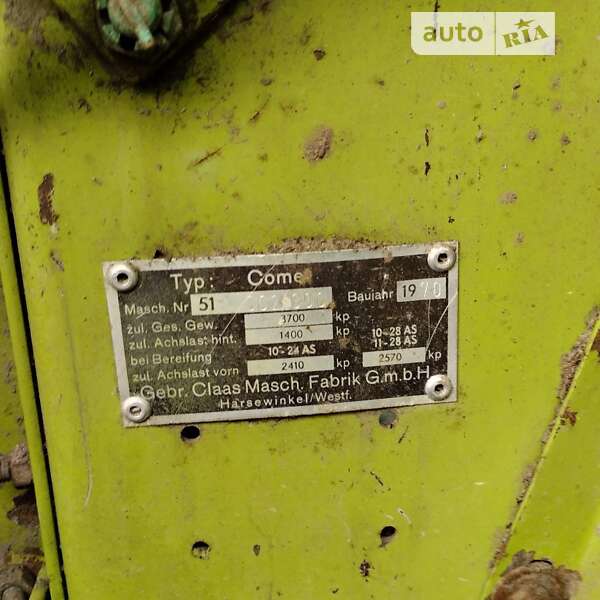 auto RIA
Typ: Comet
Masch. Nr 51 Baujahr 1970
zul. Ges. Gew. 3700 kp
zul. Achslast hint. 1400 kp 10-28 AS
bei Bereifung 10-24 AS 11-28 AS
zul. Achslast vorn 2410 kp 2570 kp
Gebr. Claas Masch. Fabrik G.m.b.H
Harsewinkel/Westf.